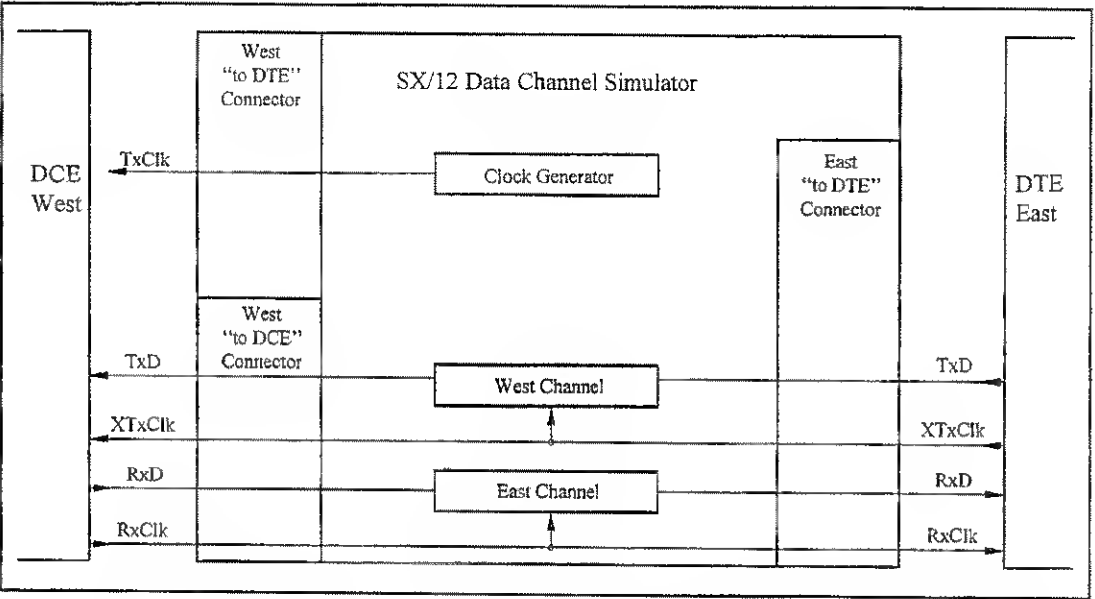 West
“to DTE”
Connector
SX/12 Data Channel Simulator
DCE
West
TxClk
Clock Generator
East
“to DTE”
Connector
DTE
East
West
“to DCE”
Connector
TxD
West Channel
TxD
XTxClk
XTxClk
RxD
East Channel
RxD
RxClk
RxClk